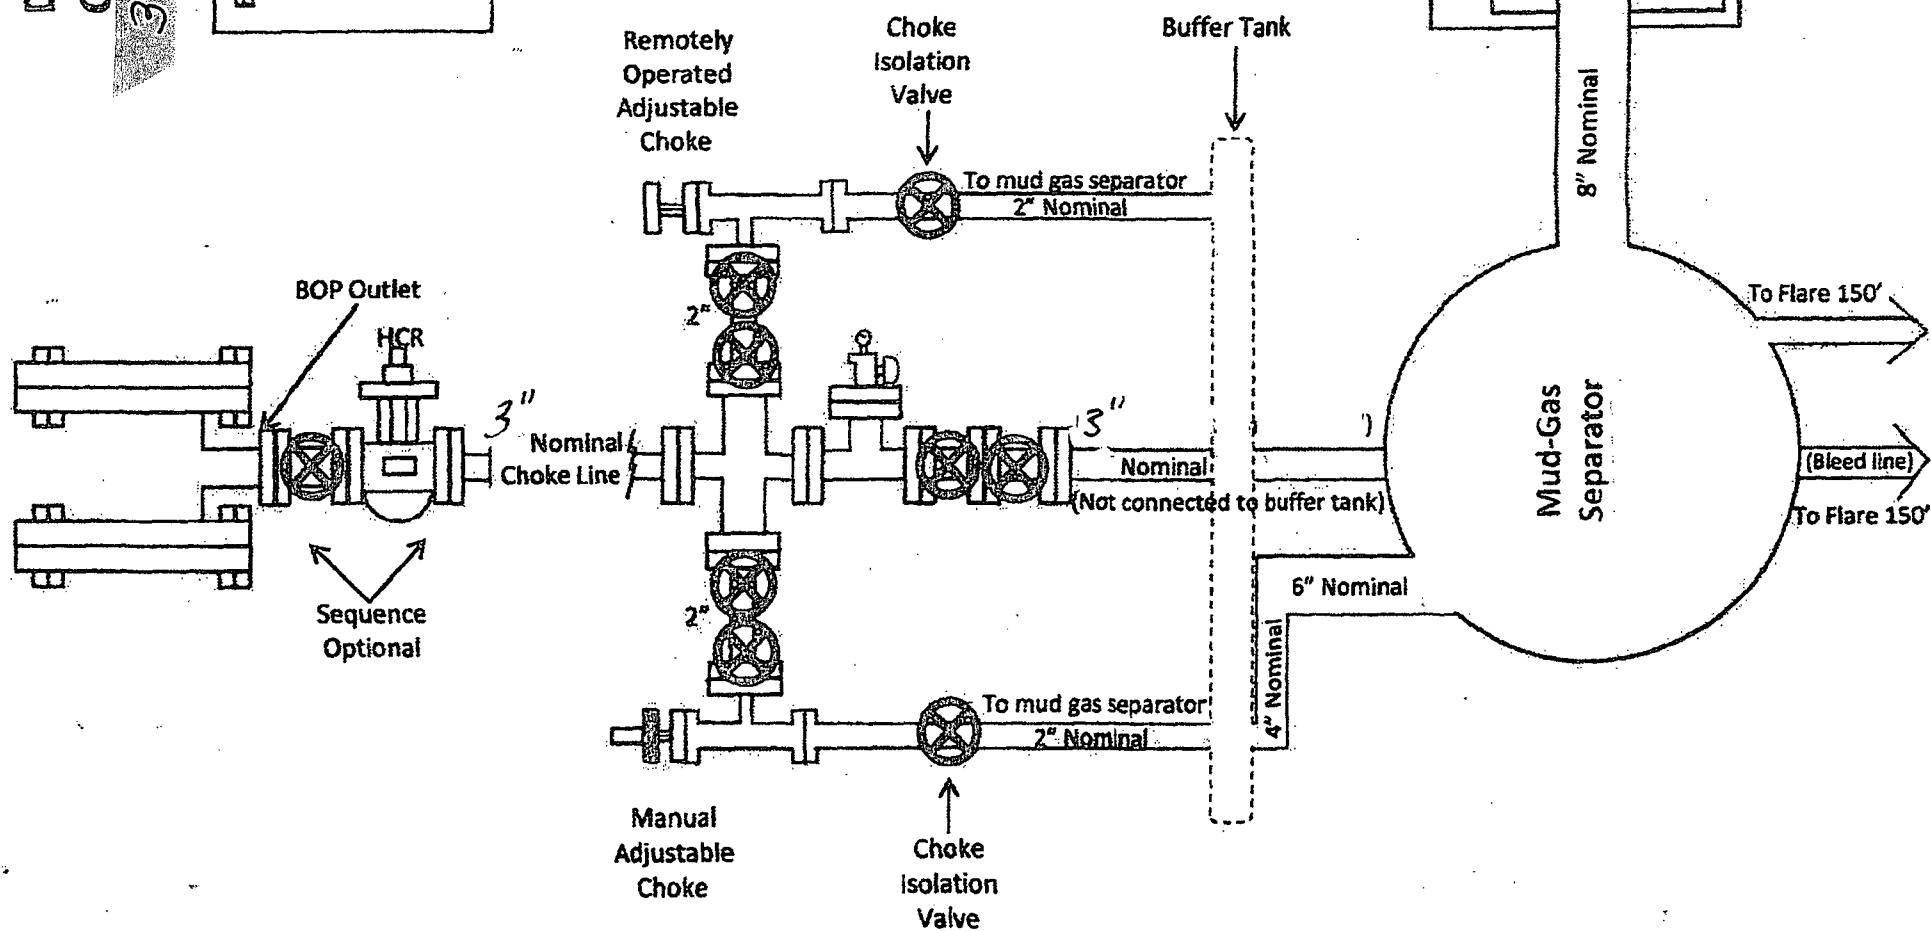 3
Remotely
Operated
Adjustable
Choke
Choke
Isolation
Valve
Buffer Tank
8" Nominal
To mud gas separator
2" Nominal
BOP Outlet
HCR
2"
To Flare 150'
3"
Nominal
Choke Line
3"
Nominal
(Not connected to buffer tank)
Mud-Gas
Separator
(Bleed line)
To Flare 150'
Sequence
Optional
2"
6" Nominal
4" Nominal
To mud gas separator
2" Nominal
Manual
Adjustable
Choke
Choke
Isolation
Valve